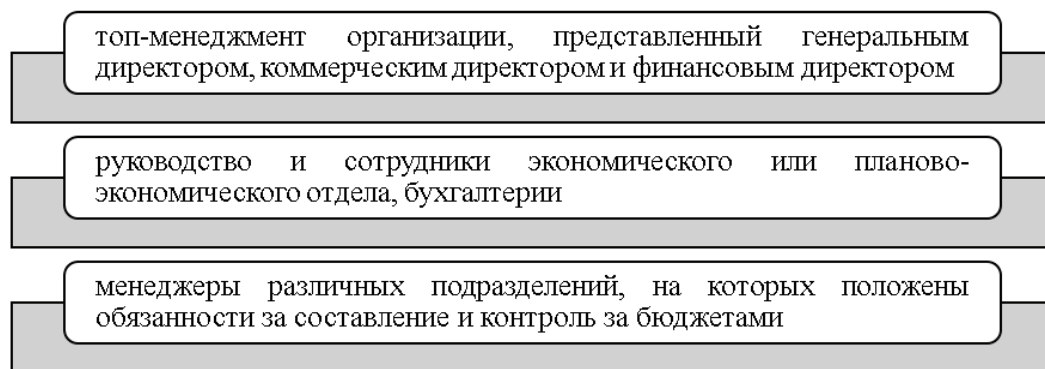 топ-менеджмент организации, представленный генеральным
директором, коммерческим директором и финансовым директором
руководство и сотрудники экономического или планово-
экономического отдела, бухгалтерии
менеджеры различных подразделений, на которых положены
обязанности за составление и контроль за бюджетами